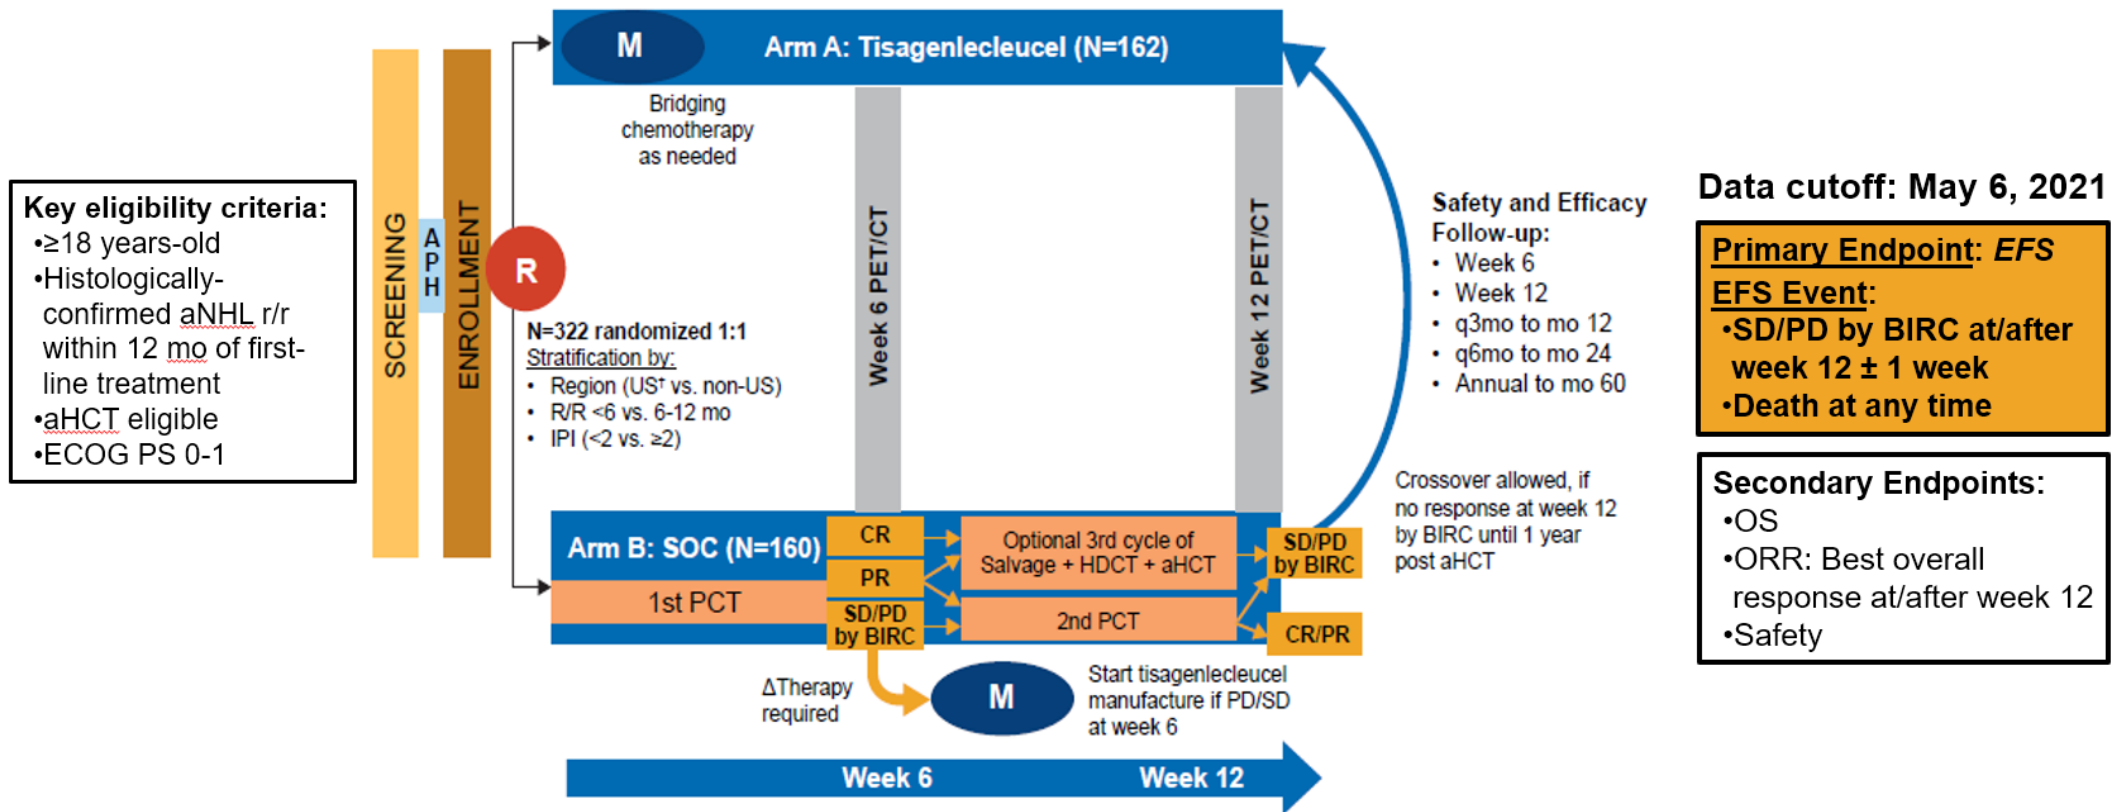 Key eligibility criteria:
•≥18 years-old
•Histologically-
confirmed aNHL r/r
within 12 mo of first-
line treatment
•aHCT eligible
•ECOG PS 0-1
SCREENING
A
P
H
ENROLLMENT
R
N=322 randomized 1:1
Stratification by:
• Region (US† vs. non-US)
• R/R <6 vs. 6-12 mo
• IPI (<2 vs. ≥2)
M
Arm A: Tisagenlecleucel (N=162)
Bridging
chemotherapy
as needed
Week 6 PET/CT
Week 12 PET/CT
Arm B: SOC (N=160)
1st PCT
CR
PR
SD/PD
by BIRC
Optional 3rd cycle of
Salvage + HDCT + aHCT
2nd PCT
SD/PD
by BIRC
CR/PR
ΔTherapy
required
M
Start tisagenlecleucel
manufacture if PD/SD
at week 6
Week 6
Week 12
Safety and Efficacy
Follow-up:
• Week 6
• Week 12
• q3mo to mo 12
• q6mo to mo 24
• Annual to mo 60
Crossover allowed, if
no response at week 12
by BIRC until 1 year
post aHCT
Data cutoff: May 6, 2021
Primary Endpoint: EFS
EFS Event:
•SD/PD by BIRC at/after
week 12 ± 1 week
•Death at any time
Secondary Endpoints:
•OS
•ORR: Best overall
response at/after week 12
•Safety